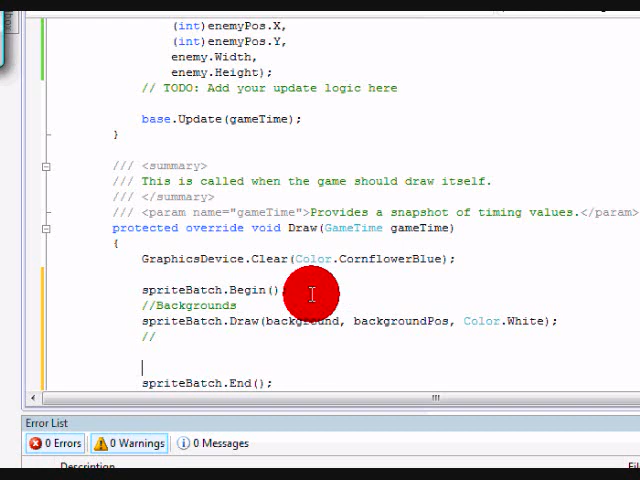 (int)enemyPos.X,
(int)enemyPos.Y,
enemy.Width,
enemy.Height);
// TODO: Add your update logic here
base.Update(gameTime);
}
/// <summary>
/// This is called when the game should draw itself.
/// </summary>
/// <param name="gameTime">Provides a snapshot of timing values.</param>
protected override void Draw(GameTime gameTime)
{
GraphicsDevice.Clear(Color.CornflowerBlue);
spriteBatch.Begin();
//Backgrounds
spriteBatch.Draw(background, backgroundPos, Color.White);
//
spriteBatch.End();
Error List
0 Errors
0 Warnings
0 Messages
Description